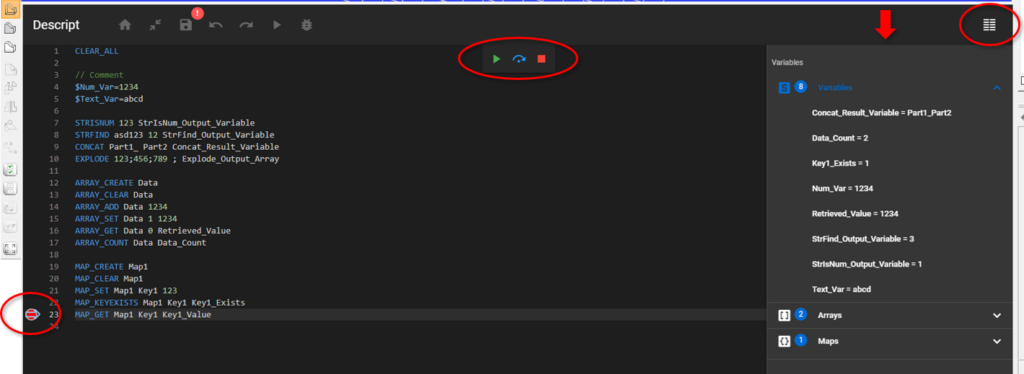 Descript
!
1 CLEAR_ALL
2
3 // Comment
4 $Num_Var=1234
5 $Text_Var=abcd
6
7 STRISNUM 123 StrIsNum_Output_Variable
8 STRFIND asd123 12 StrFind_Output_Variable
9 CONCAT Part1_ Part2 Concat_Result_Variable
10 EXPLODE 123;456;789 ; Explode_Output_Array
11
12 ARRAY_CREATE Data
13 ARRAY_CLEAR Data
14 ARRAY_ADD Data 1234
15 ARRAY_SET Data 1 1234
16 ARRAY_GET Data 0 Retrieved_Value
17 ARRAY_COUNT Data Data_Count
18
19 MAP_CREATE Map1
20 MAP_CLEAR Map1
21 MAP_SET Map1 Key1 123
22 MAP_KEYEXISTS Map1 Key1 Key1_Exists
23 MAP_GET Map1 Key1 Key1_Value
24
Variables
S 8 Variables
Concat_Result_Variable = Part1_Part2
Data_Count = 2
Key1_Exists = 1
Num_Var = 1234
Retrieved_Value = 1234
StrFind_Output_Variable = 3
StrIsNum_Output_Variable = 1
Text_Var = abcd
[] 2 Arrays
{} 1 Maps